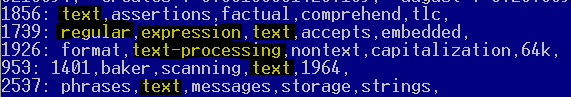 1856: text,assertions,factual,comprehend,tlc,
1739: regular,expression,text,accepts,embedded,
1926: format,text-processing,nontext,capitalization,64k,
953: 1401,baker,scanning,text,1964,
2537: phrases,text,messages,storage,strings,